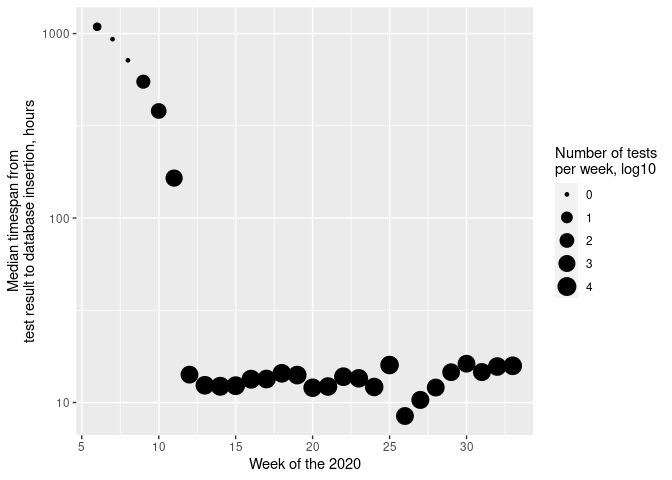 1000
100
10
5
10
15
20
25
30
Week of the 2020
Median timespan from
test result to database insertion, hours
Number of tests
per week, log10
0
1
2
3
4